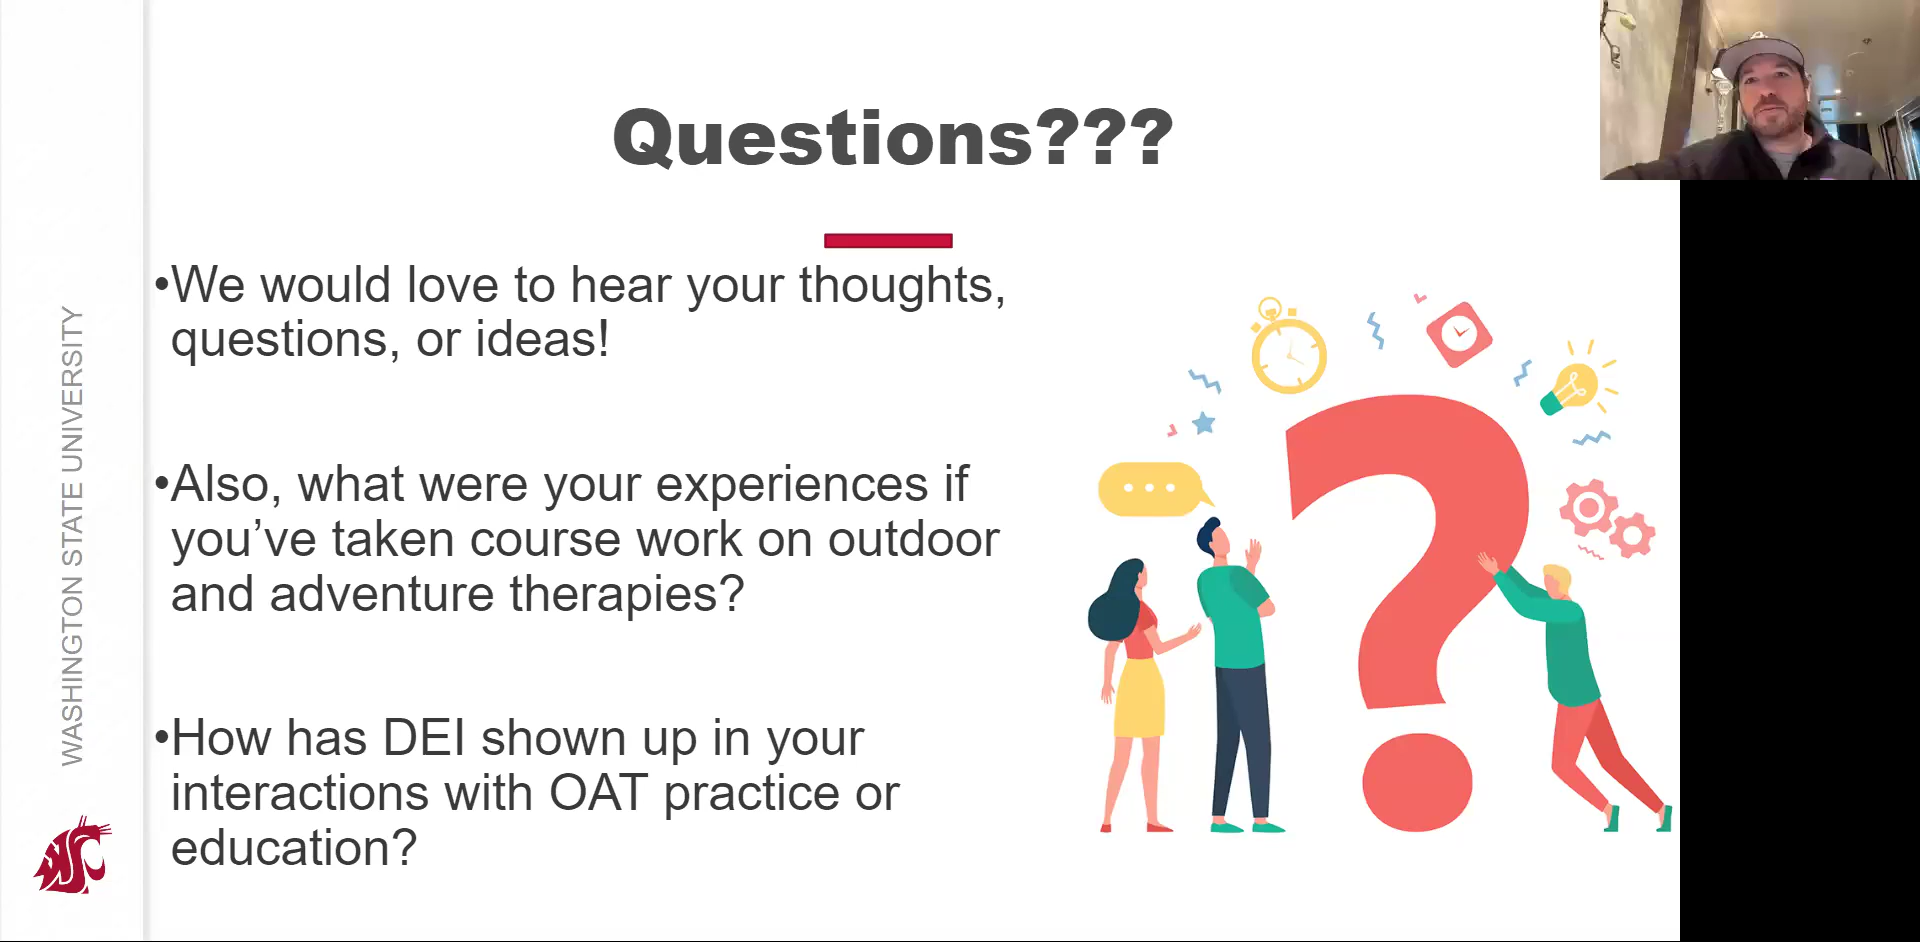 Questions???
•We would love to hear your thoughts,
questions, or ideas!
•Also, what were your experiences if
you’ve taken course work on outdoor
and adventure therapies?
•How has DEI shown up in your
interactions with OAT practice or
education?
WASHINGTON STATE UNIVERSITY
WSC